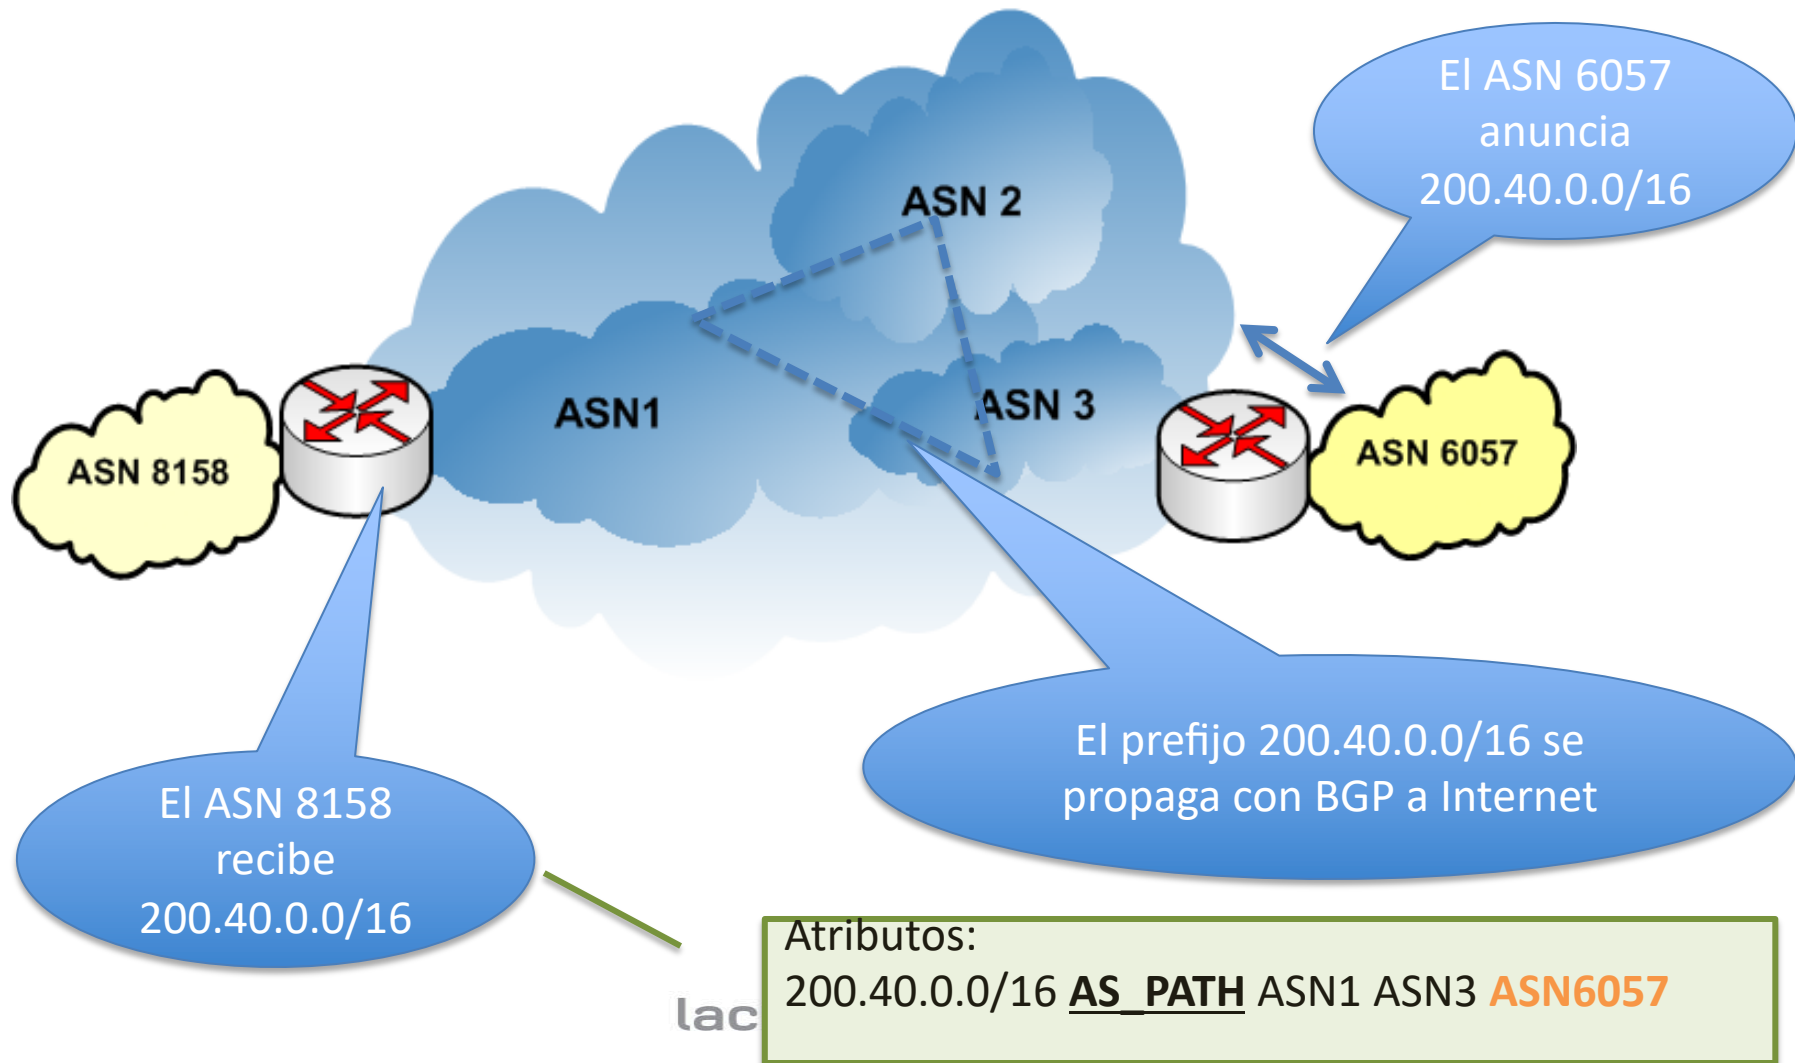 El ASN 6057
anuncia
200.40.0.0/16
ASN 2
ASN1
ASN 3
ASN 8158
ASN 6057
El prefijo 200.40.0.0/16 se
propaga con BGP a Internet
El ASN 8158
recibe
200.40.0.0/16
Atributos:
200.40.0.0/16 AS_PATH ASN1 ASN3 ASN6057
lac